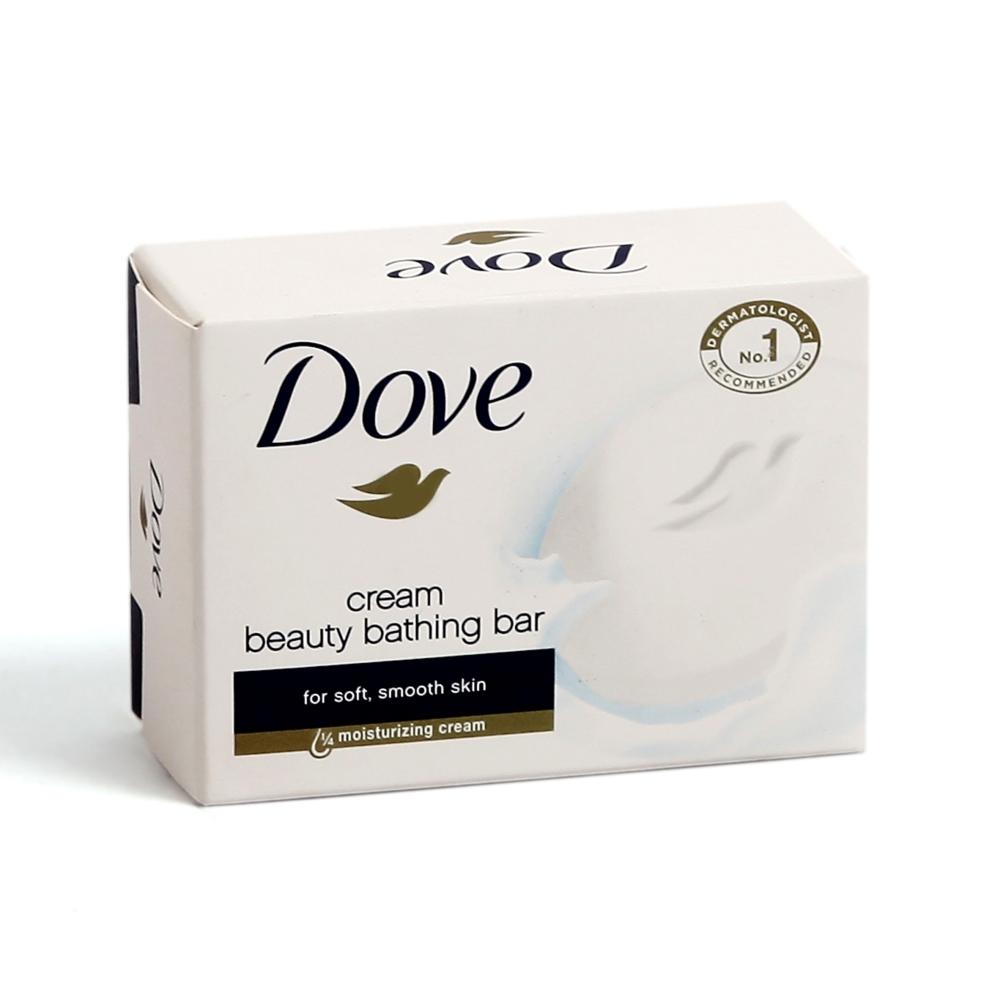 Dove
Dove
DERMATOLOGIST
No.1
RECOMMENDED
Dove
cream
beauty bathing bar
for soft, smooth skin
¼ moisturizing cream